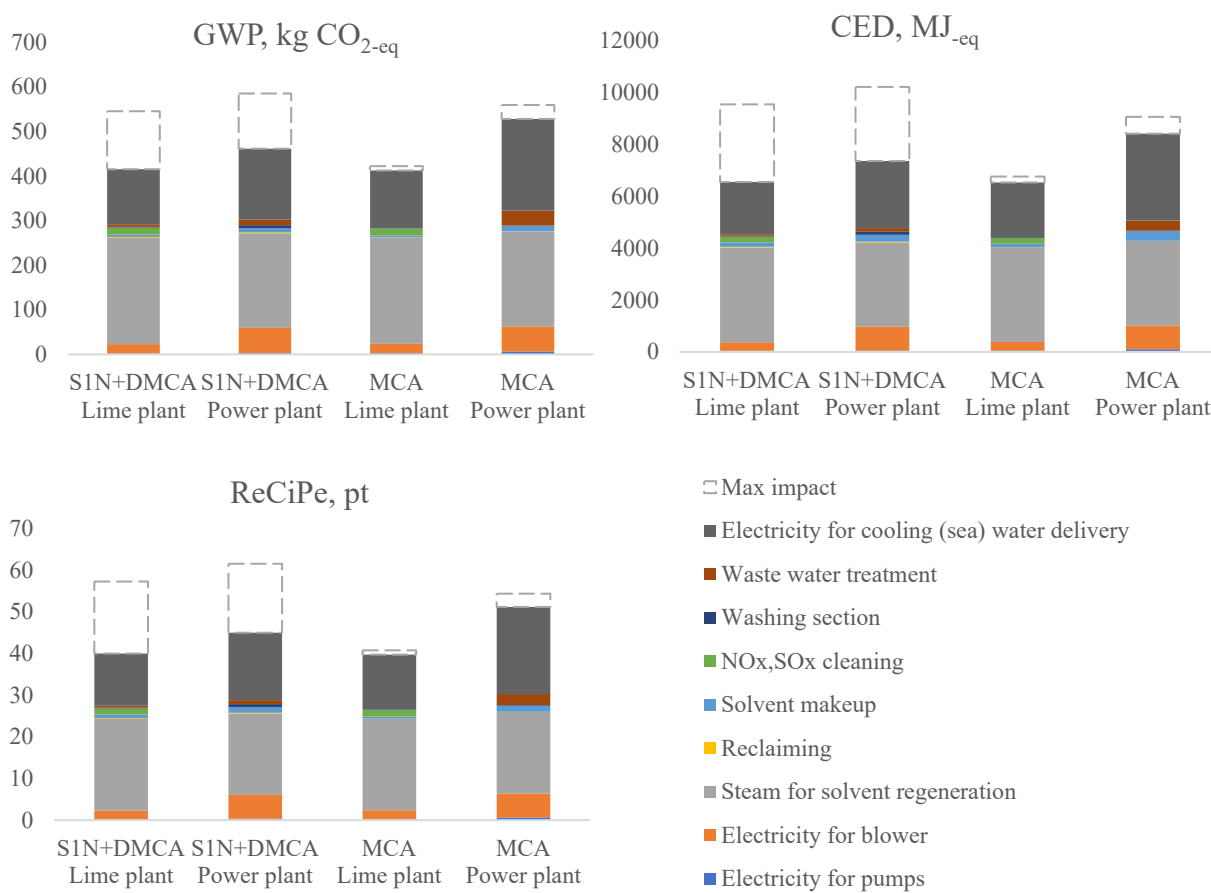 GWP, kg CO2-eq
700
600
500
400
300
200
100
0
S1N+DMCA S1N+DMCA MCA MCA
Lime plant Power plant Lime plant Power plant
CED, MJ-eq
12000
10000
8000
6000
4000
2000
0
S1N+DMCA S1N+DMCA MCA MCA
Lime plant Power plant Lime plant Power plant
ReCiPe, pt
70
60
50
40
30
20
10
0
S1N+DMCA S1N+DMCA MCA MCA
Lime plant Power plant Lime plant Power plant
Max impact
Electricity for cooling (sea) water delivery
Waste water treatment
Washing section
NOx,SOx cleaning
Solvent makeup
Reclaiming
Steam for solvent regeneration
Electricity for blower
Electricity for pumps